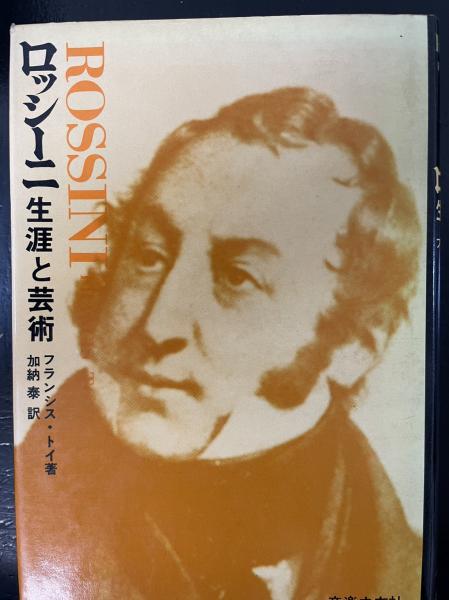 ROSSINI
ロッシーニ 生涯と芸術
フランシス・トイ著
加納 泰 訳